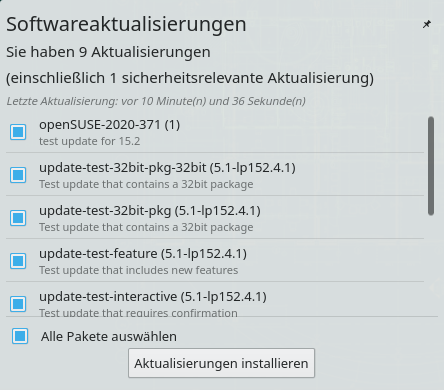 Softwareaktualisierungen
Sie haben 9 Aktualisierungen
(einschließlich 1 sicherheitsrelevante Aktualisierung)
Letzte Aktualisierung: vor 10 Minute(n) und 36 Sekunde(n)
openSUSE-2020-371 (1)
test update for 15.2
update-test-32bit-pkg-32bit (5.1-lp152.4.1)
Test update that contains a 32bit package
update-test-32bit-pkg (5.1-lp152.4.1)
Test update that contains a 32bit package
update-test-feature (5.1-lp152.4.1)
Test update that includes new features
update-test-interactive (5.1-lp152.4.1)
Test update that requires confirmation
Alle Pakete auswählen
Aktualisierungen installieren